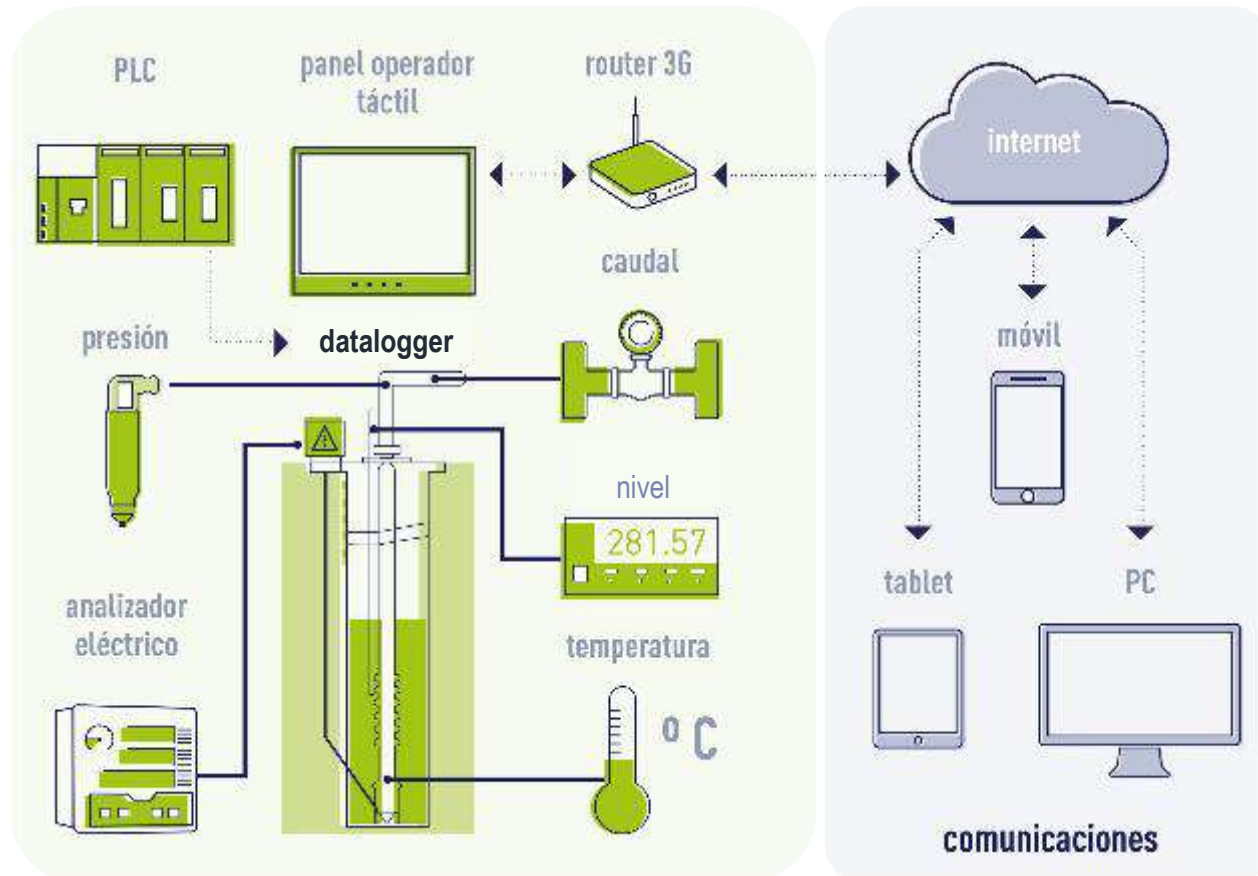 PLC
panel operador
táctil
router 3G
internet
caudal
presión
datalogger
móvil
nivel
281.57
analizador
eléctrico
temperatura
º C
tablet
PC
comunicaciones